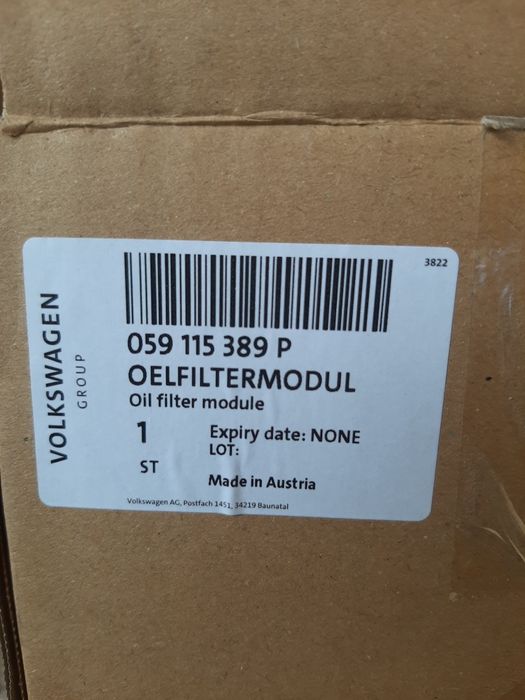 3822
VOLKSWAGEN
GROUP
059 115 389 P
OELFILTERMODUL
Oil filter module
1
ST
Expiry date: NONE
LOT:
Made in Austria
Volkswagen AG, Postfach 1451, 34219 Baunatal